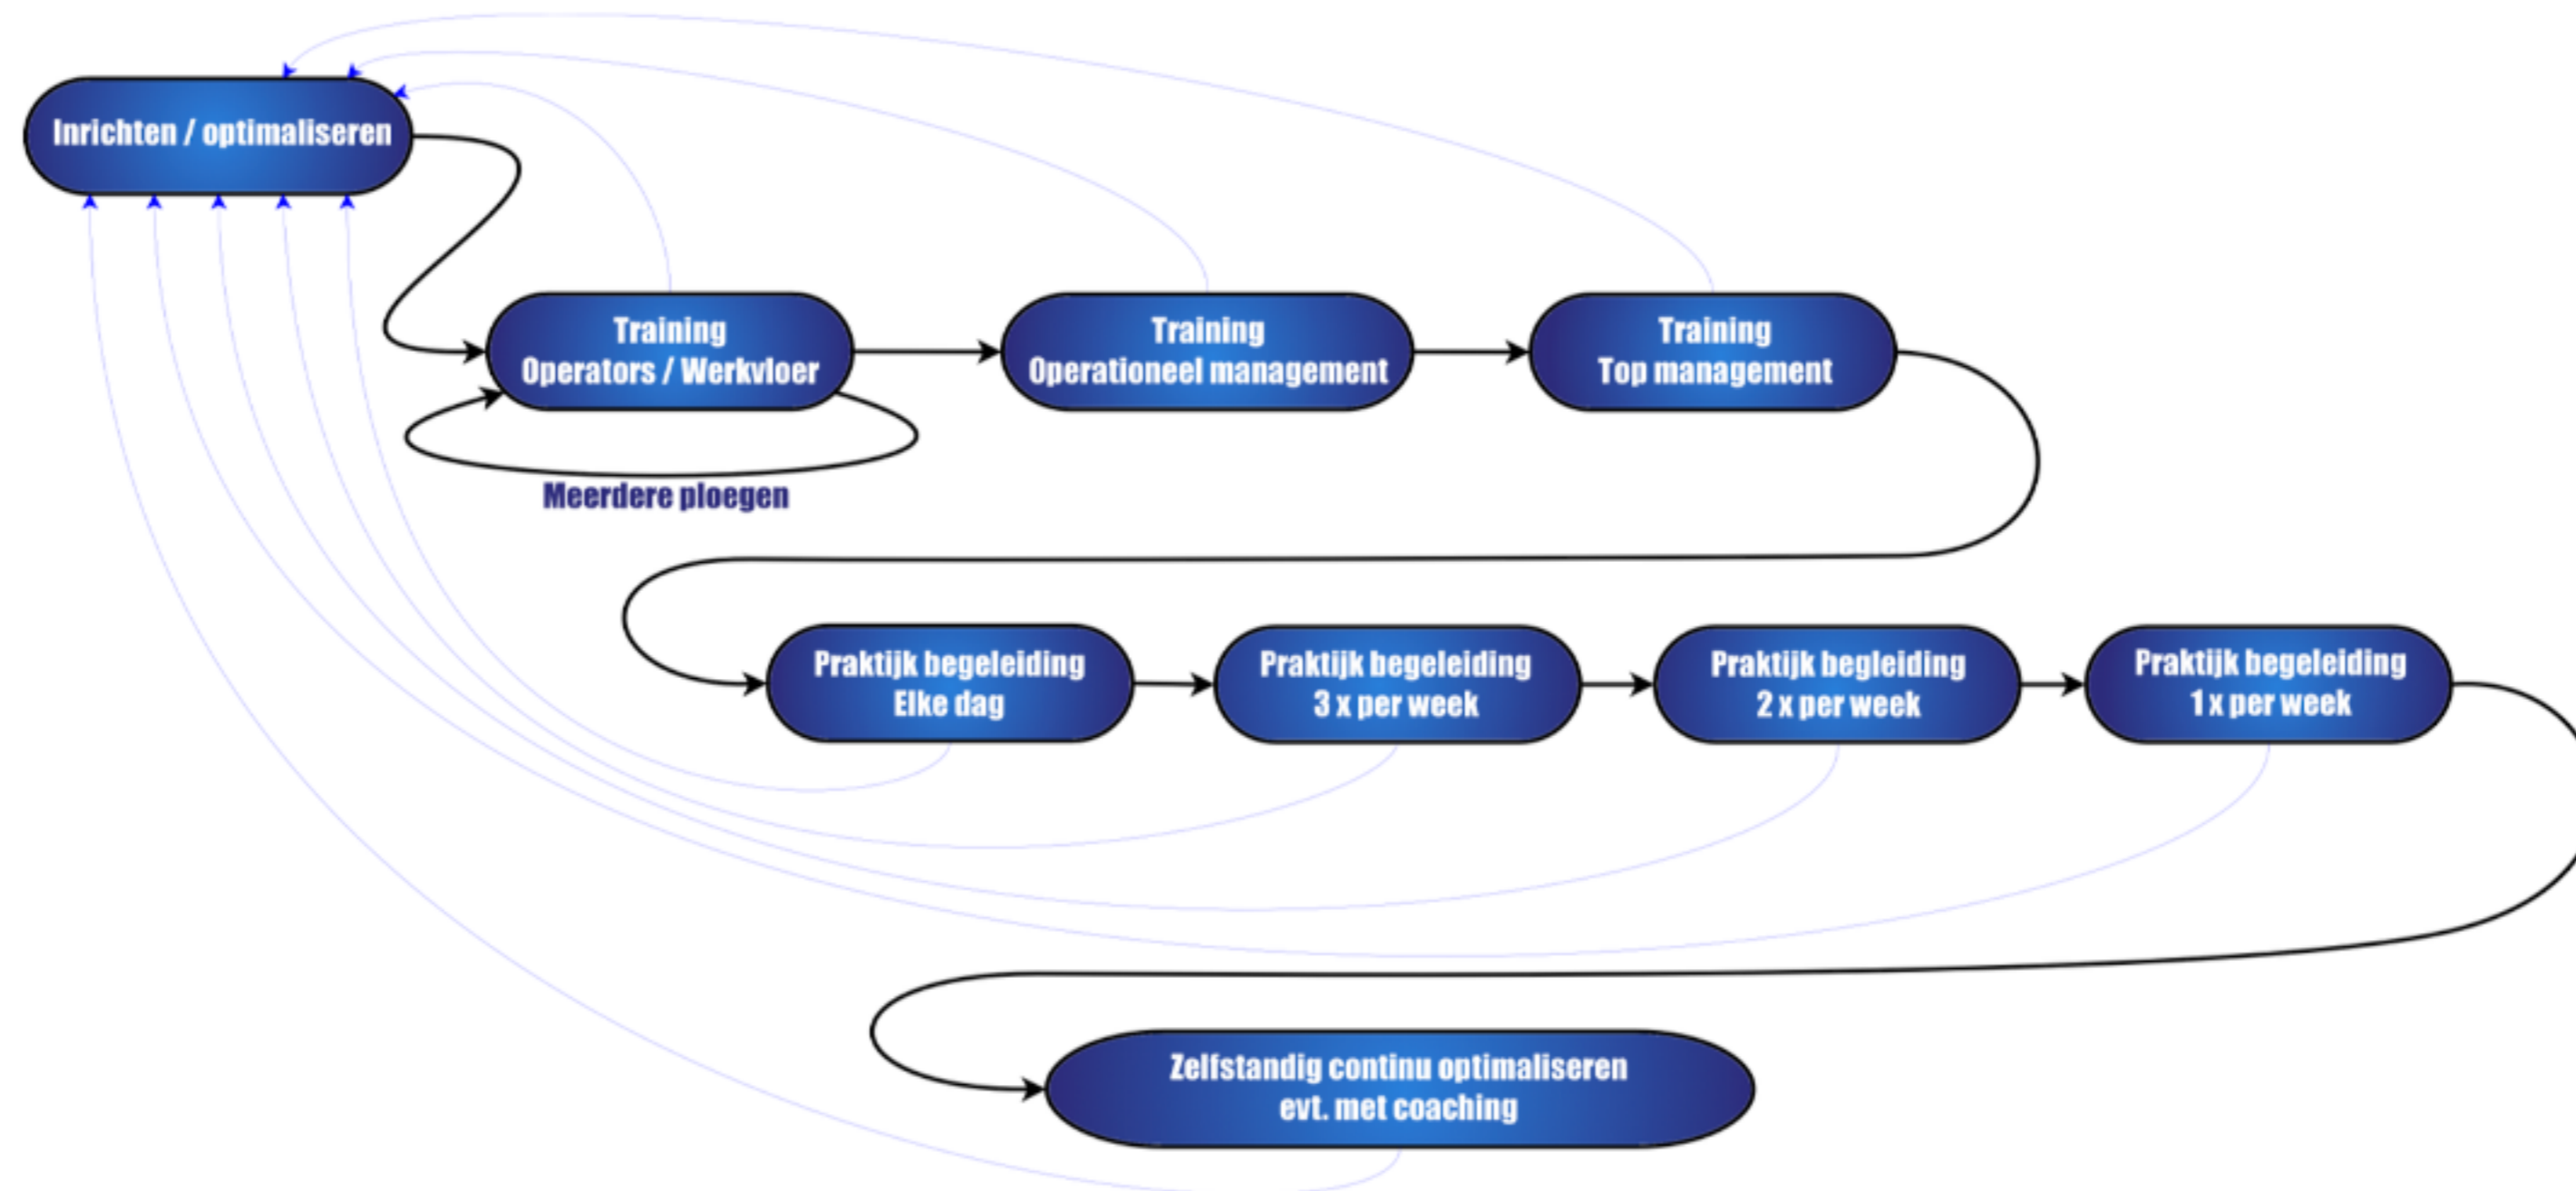 Inrichten / optimaliseren
Training
Operators / Werkvloer
Training
Operationeel management
Training
Top management
Meerdere ploegen
Praktijk begeleiding
Elke dag
Praktijk begeleiding
3 x per week
Praktijk begleiding
2 x per week
Praktijk begeleiding
1 x per week
Zelfstandig continu optimaliseren
evt. met coaching